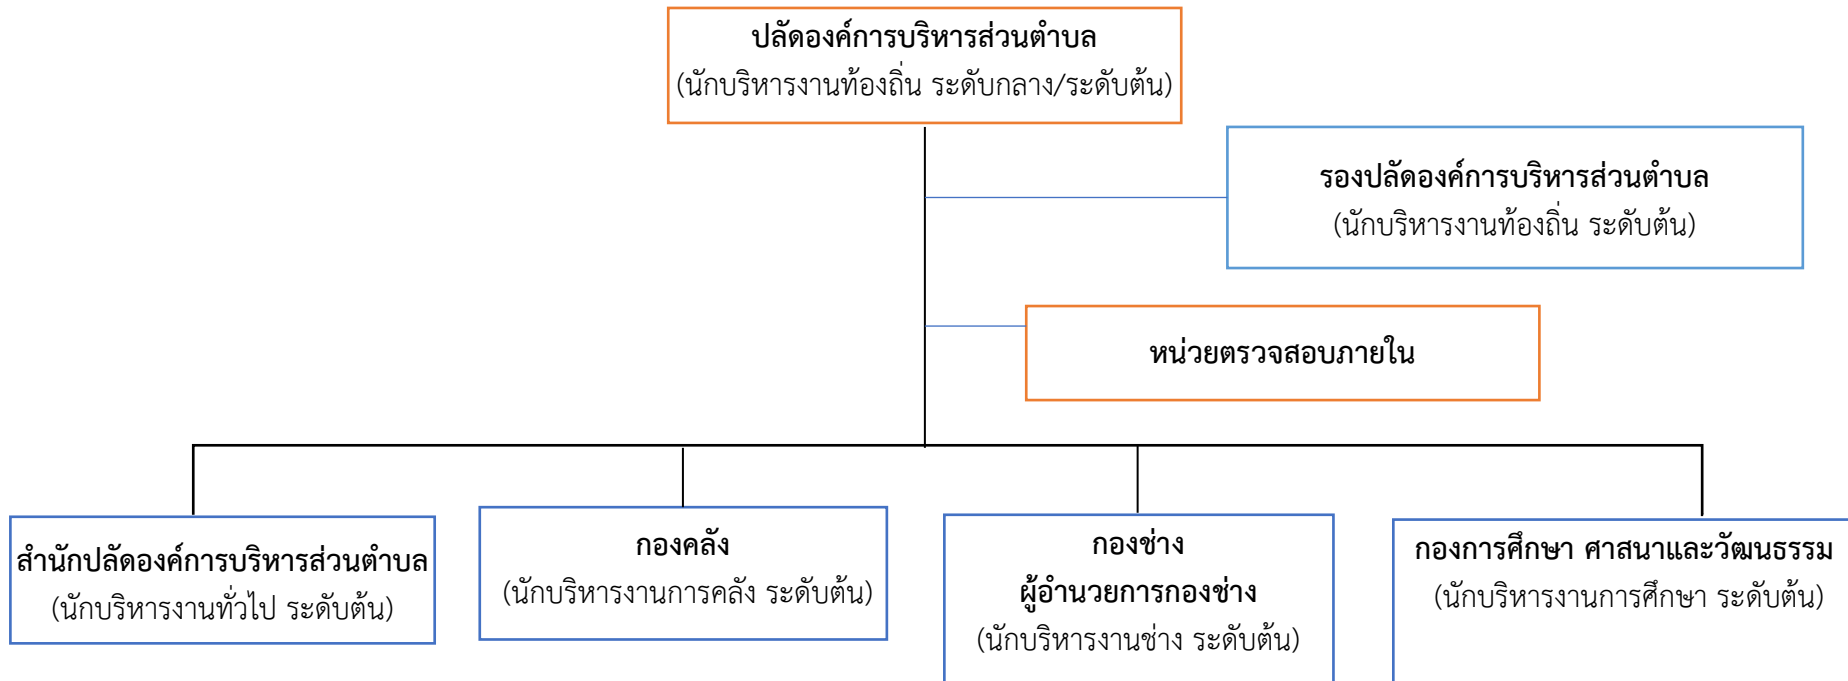 ปลัดองค์การบริหารส่วนตำบล
(นักบริหารงานท้องถิ่น ระดับกลาง/ระดับต้น)
รองปลัดองค์การบริหารส่วนตำบล
(นักบริหารงานท้องถิ่น ระดับต้น)
หน่วยตรวจสอบภายใน
สำนักปลัดองค์การบริหารส่วนตำบล
(นักบริหารงานทั่วไป ระดับต้น)
กองคลัง
(นักบริหารงานการคลัง ระดับต้น)
กองช่าง
ผู้อำนวยการกองช่าง
(นักบริหารงานช่าง ระดับต้น)
กองการศึกษา ศาสนาและวัฒนธรรม
(นักบริหารงานการศึกษา ระดับต้น)